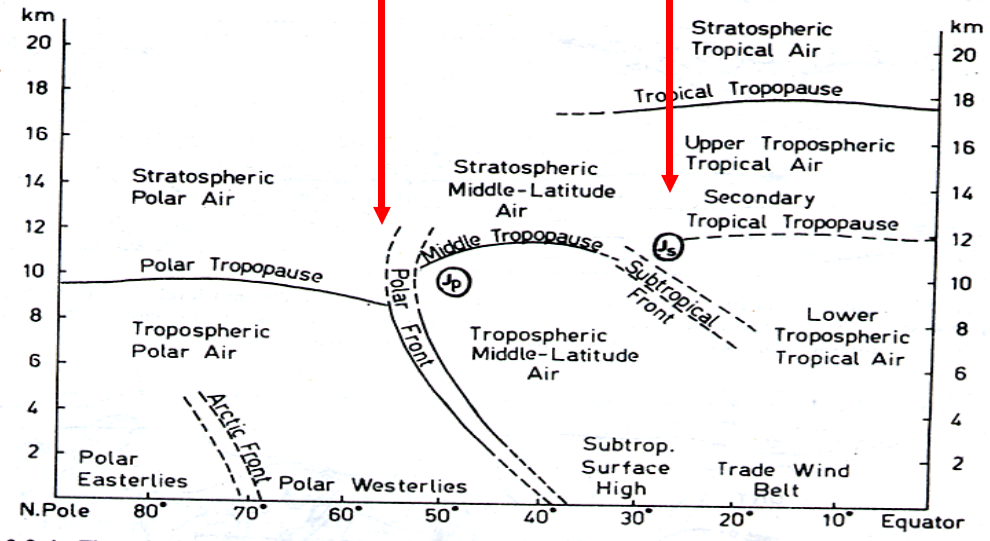 km
20
18
16
14
12
10
8
6
4
2
Stratospheric
Tropical Air
Tropical Tropopause
Upper Tropospheric
Tropical Air
Stratospheric
Polar Air
Stratospheric
Middle-Latitude
Air
Secondary
Tropical Tropopause
Middle Tropopause
Js
Polar Tropopause
Jp
Polar Front
Subtropical
Front
Tropospheric
Polar Air
Tropospheric
Middle-Latitude
Air
Lower
Tropospheric
Tropical Air
Arctic Front
Polar
Easterlies
Polar Westerlies
Subtrop.
Surface
High
Trade Wind
Belt
km
20
18
16
14
12
10
8
6
4
2
N.Pole 80° 70° 60° 50° 40° 30° 20° 10° Equator